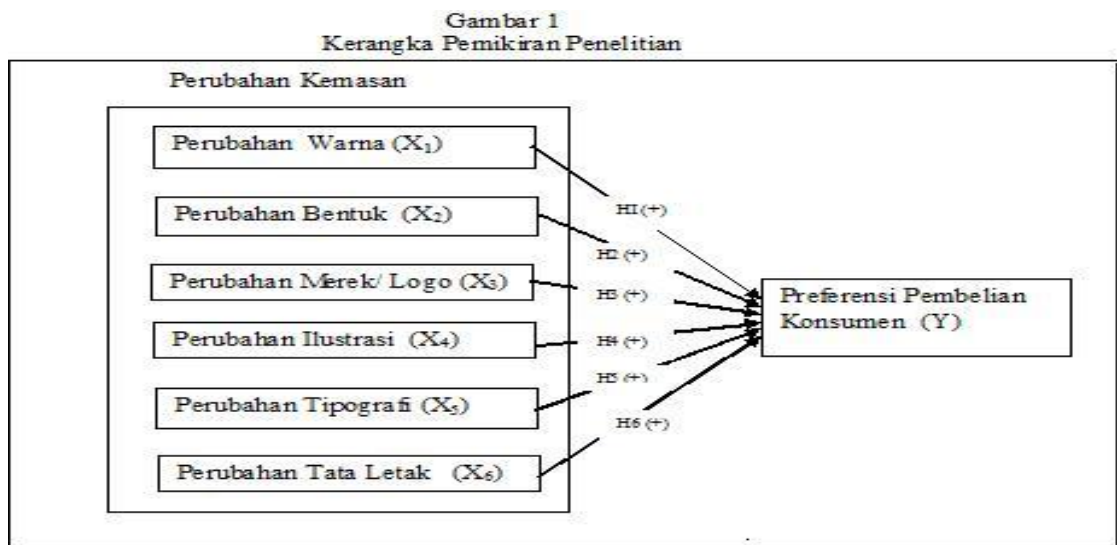 Gambar 1
Kerangka Pemikiran Penelitian
Perubahan Kemasan
Perubahan Warna (X₁)
Perubahan Bentuk (X₂)
Perubahan Merek/ Logo (X₃)
Perubahan Ilustrasi (X₄)
Perubahan Tipografi (X₅)
Perubahan Tata Letak (X₆)
H1 (+)
H2 (+)
H3 (+)
H4 (+)
H5 (+)
H6 (+)
Preferensi Pembelian
Konsumen (Y)